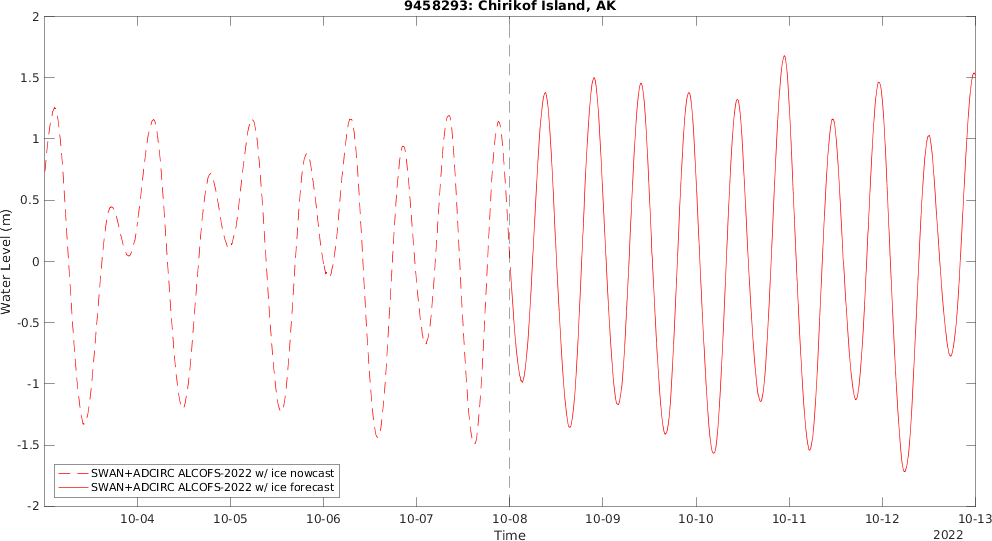 9458293: Chirikof Island, AK
2
1.5
1
0.5
0
-0.5
-1
-1.5
-2
Water Level (m)
SWAN+ADCIRC ALCOFS-2022 w/ ice nowcast
SWAN+ADCIRC ALCOFS-2022 w/ ice forecast
10-04 10-05 10-06 10-07 10-08 10-09 10-10 10-11 10-12 10-13
Time
2022